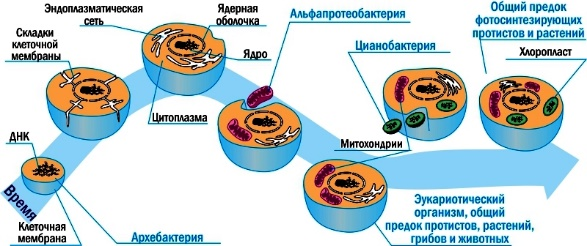 Эндоплазматическая
сеть
Ядерная
оболочка
Альфапротеобактерия
Общий предок
фотосинтезирующих
протистов и растений
Складки
клеточной
мембраны
Ядро
Цианобактерия
Хлоропласт
Цитоплазма
ДНК
Митохондрии
Время
Клеточная
мембрана
Архебактерия
Эукариотический
организм, общий
предок протистов, растений,
грибов и животных